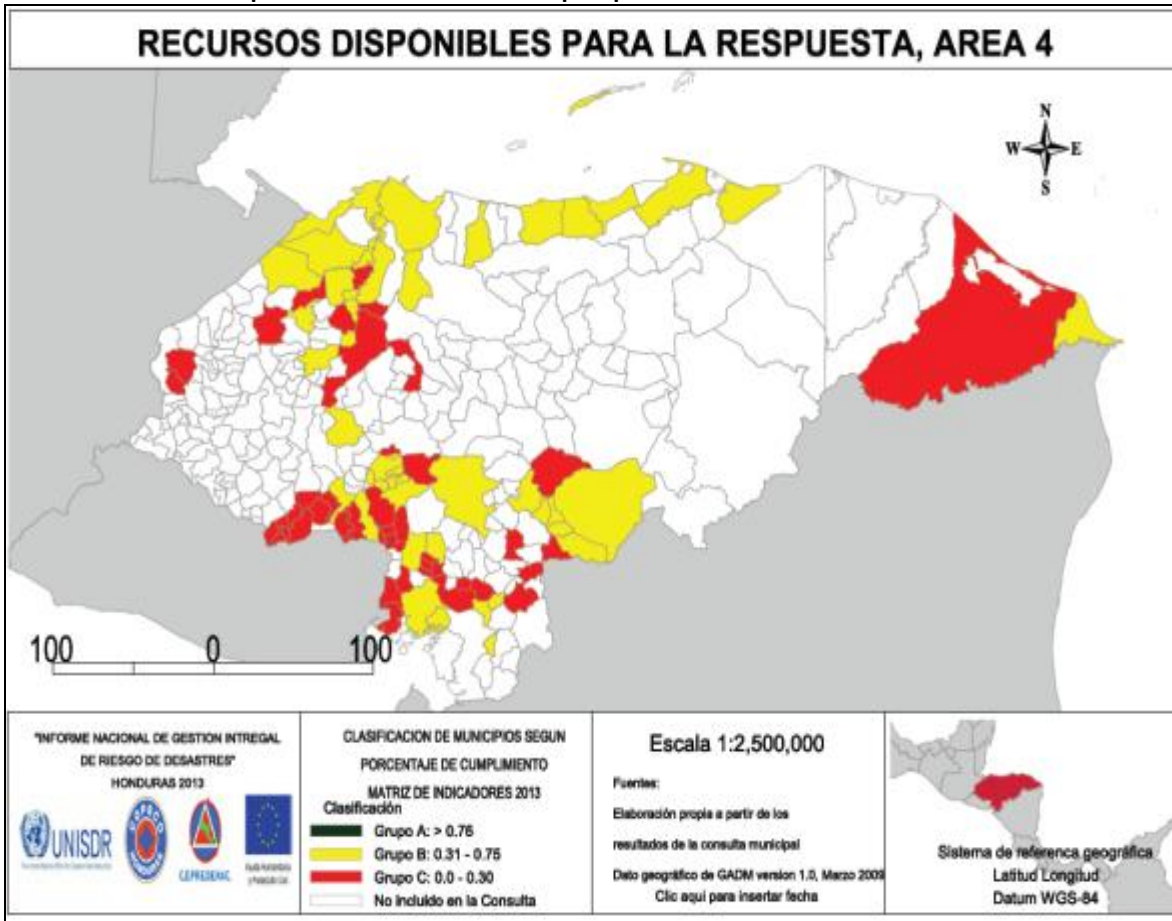 RECURSOS DISPONIBLES PARA LA RESPUESTA, AREA 4
N
W E
S
100 0 100
"INFORME NACIONAL DE GESTION INTREGAL
DE RIESGO DE DESASTRES"
HONDURAS 2013
UNISDR
COPECO
CEPREDENAC
CLASIFICACION DE MUNICIPIOS SEGUN
PORCENTAJE DE CUMPLIMIENTO
MATRIZ DE INDICADORES 2013
Clasificación
Grupo A: > 0.76
Grupo B: 0.31 - 0.75
Grupo C: 0.0 - 0.30
No Incluido en la Consulta
Escala 1:2,500,000
Fuentes:
Elaboración propia a partir de los
resultados de la consulta municipal
Dato geográfico de GADM version 1.0, Marzo 2009
Clic aqui para insertar fecha
Sistema de referenca geográfica
Latitud Longitud
Datum WGS-84